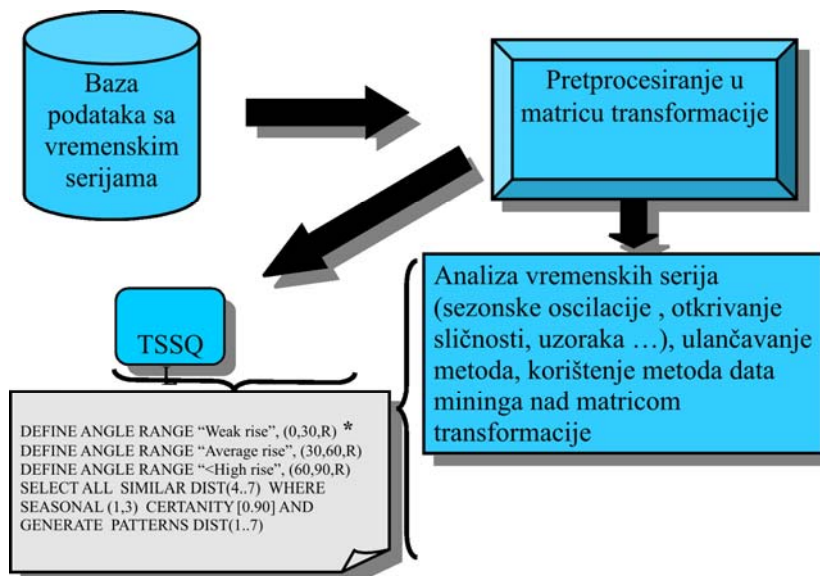 Baza
podataka sa
vremenskim
serijama
Pretprocesiranje u
matricu transformacije
Analiza vremenskih serija
(sezonske oscilacije , otkrivanje
sličnosti, uzoraka …), ulančavanje
metoda, korištenje metoda data
mininga nad matricom
transformacije
TSSQ
L
DEFINE ANGLE RANGE “Weak rise”, (0,30,R) *
DEFINE ANGLE RANGE “Average rise”, (30,60,R)
DEFINE ANGLE RANGE “<High rise”, (60,90,R)
SELECT ALL SIMILAR DIST(4..7) WHERE
SEASONAL (1,3) CERTANITY [0.90] AND
GENERATE PATTERNS DIST(1..7)